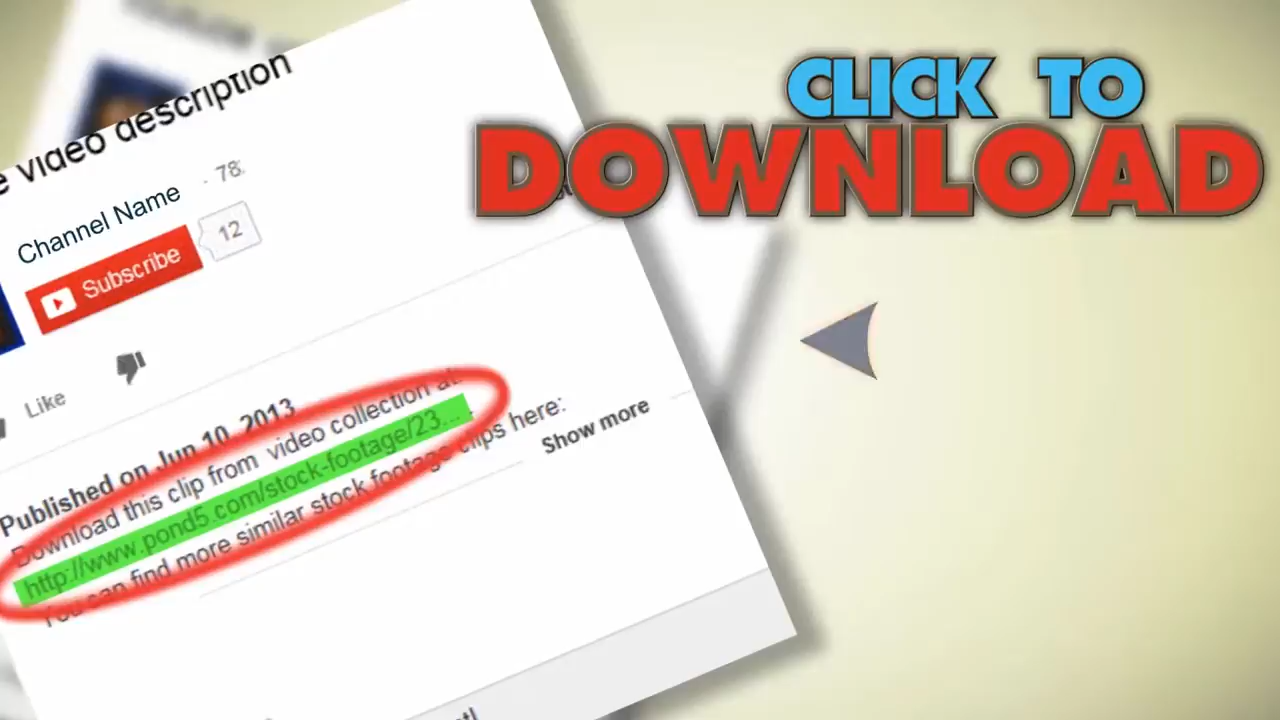 CLICK TO
DOWNLOAD
video description
Channel Name
Subscribe
12
Like
Published on Jun 10, 2013
Download this clip from video collection at:
http://www.pond5.com/stock-footage/23...
You can find more similar stock footage clips here:
Show more